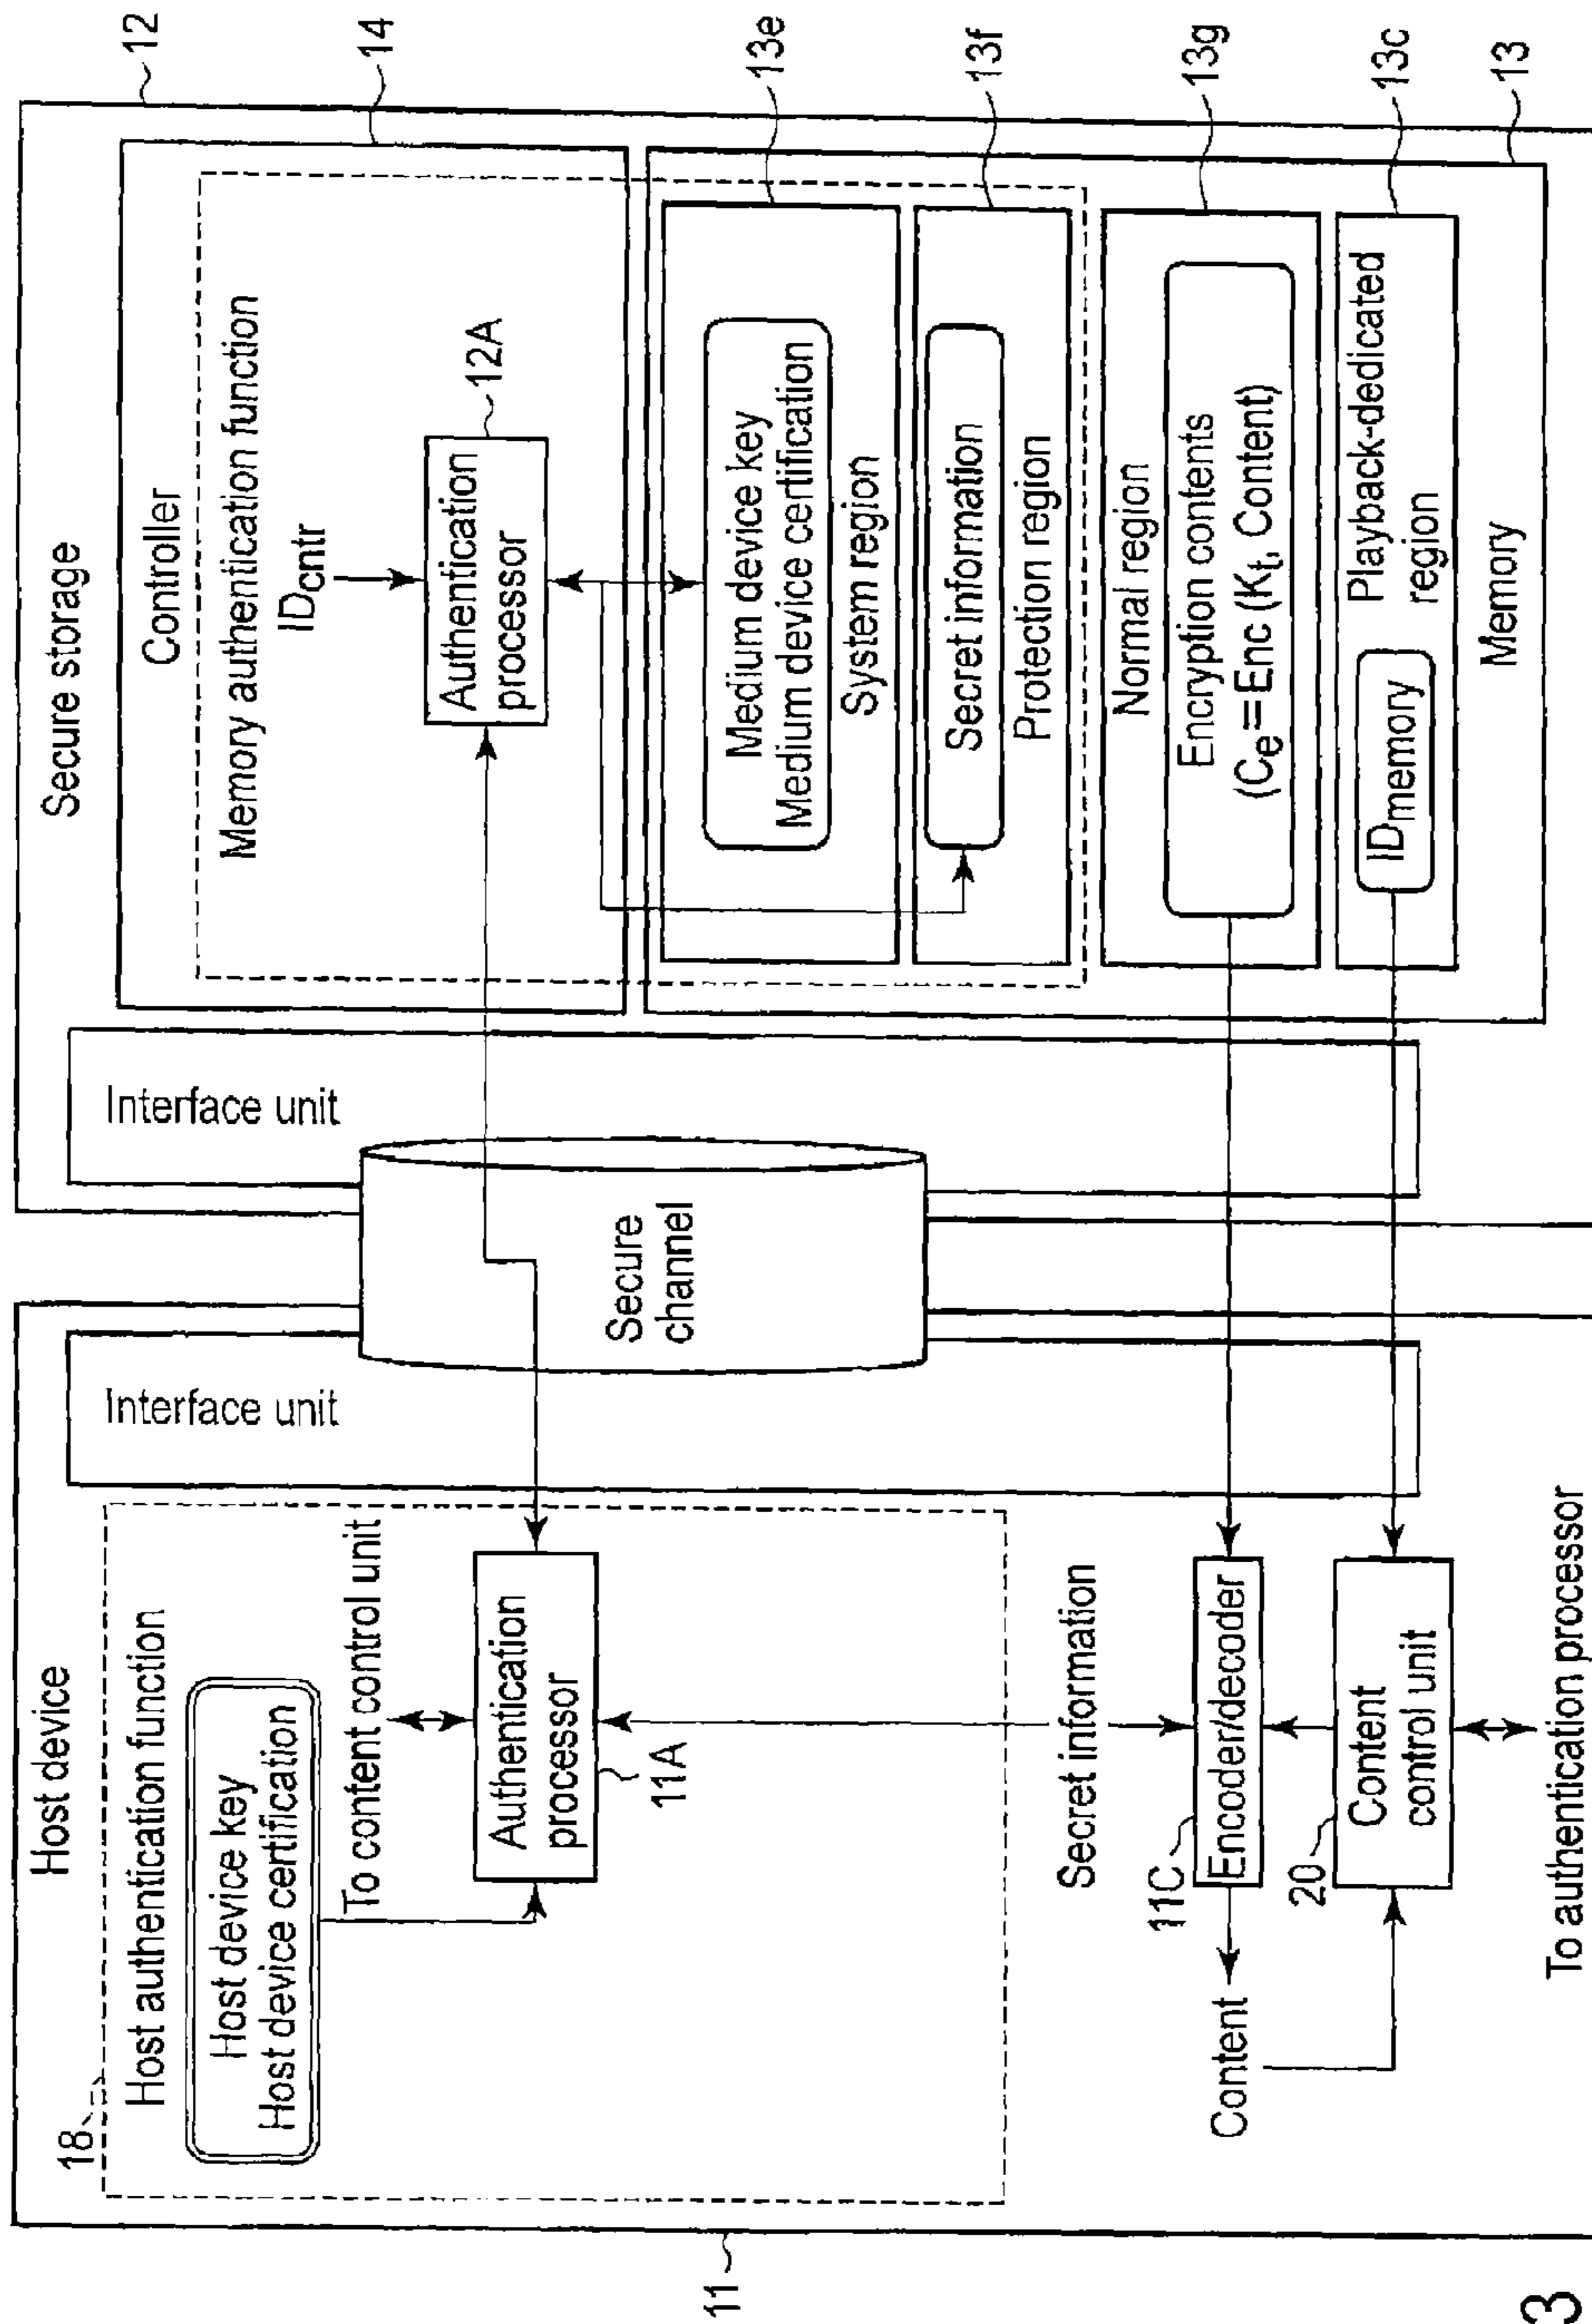 Host device
18
Host authentication function
Host device key
Host device certification
To content control unit
Authentication
processor
11A
Secret information
11C
Encoder/decoder
Content
20
Content
control unit
To authentication processor
11
Interface unit
Secure
channel
Interface unit
Secure storage
12
Controller
14
Memory authentication function
IDcntr
Authentication
processor
12A
Medium device key
Medium device certification
System region
13e
Secret information
Protection region
13f
Normal region
Encryption contents
(Ce=Enc (Kt, Content)
13g
Playback-dedicated
region
IDmemory
13c
Memory
13
3